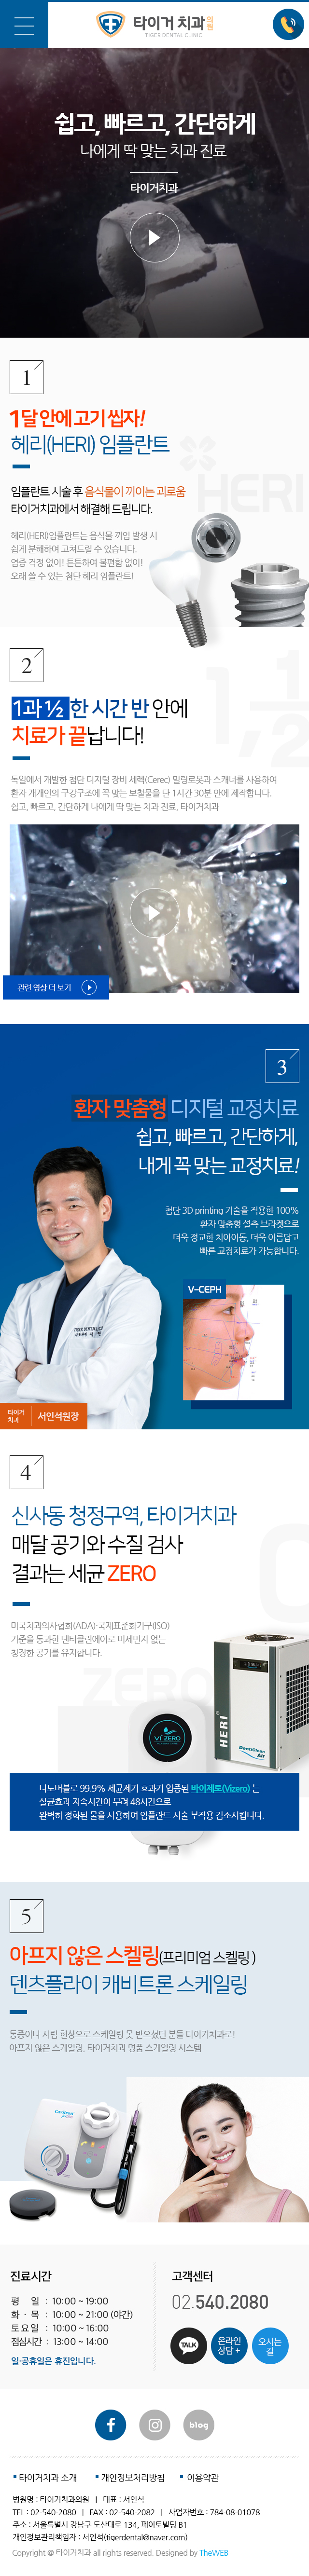 타이거 치과 의원
TIGER DENTAL CLINIC
쉽고, 빠르고, 간단하게
나에게 딱 맞는 치과 진료
타이거치과
1
1달 안에 고기 씹자!
헤리(HERI) 임플란트
HERI
임플란트 시술 후 음식물이 끼이는 괴로움
타이거치과에서 해결해 드립니다.
헤리(HERI)임플란트는 음식물 끼임 발생 시
쉽게 분해하며 고쳐드릴 수 있습니다.
염증 걱정 없이! 튼튼하여 불편함 없이!
오래 쓸 수 있는 첨단 헤리 임플란트!
2
1,½
1과 ½ 한 시간 반 안에
치료가 끝납니다!
독일에서 개발한 첨단 디지털 장비 세렉(Cerec) 밀링로봇과 스캐너를 사용하여
환자 개개인의 구강구조에 꼭 맞는 보철물을 단 1시간 30분 안에 제작합니다.
쉽고, 빠르고, 간단하게 나에게 딱 맞는 치과 진료, 타이거치과
관련 영상 더 보기
3
환자 맞춤형 디지털 교정치료
쉽고, 빠르고, 간단하게,
내게 꼭 맞는 교정치료!
첨단 3D printing 기술을 적용한 100%
환자 맞춤형 설측 브라켓으로
더욱 정교한 치아이동, 더욱 아름답고
빠른 교정치료가 가능합니다.
V-CEPH
타이거 치과 서인석원장
4
신사동 청정구역, 타이거치과
매달 공기와 수질 검사
결과는 세균 ZERO
미국치과의사협회(ADA)·국제표준화기구(ISO)
기준을 통과한 덴티클린에어로 미세먼지 없는
청정한 공기를 유지합니다.
ZERO
HERI
DentiClean Air
VIZERO
나노버블로 99.9% 세균제거 효과가 입증된 바이제로(Vizero) 는
살균효과 지속시간이 무려 48시간으로
완벽히 정화된 물을 사용하여 임플란트 시술 부작용 감소시킵니다.
5
아프지 않은 스켈링(프리미엄 스켈링 )
덴츠플라이 캐비트론 스케일링
통증이나 시림 현상으로 스케일링 못 받으셨던 분들 타이거치과로!
아프지 않은 스케일링, 타이거치과 명품 스케일링 시스템
진료시간
평 일 : 10:00 ~ 19:00
화 · 목 : 10:00 ~ 21:00 (야간)
토요일 : 10:00 ~ 16:00
점심시간 : 13:00 ~ 14:00
일·공휴일은 휴진입니다.
고객센터
02.540.2080
TALK
온라인 상담 +
오시는 길
f
blog
타이거치과 소개
개인정보처리방침
이용약관
병원명 : 타이거치과의원 | 대표 : 서인석
TEL : 02-540-2080 | FAX : 02-540-2082 | 사업자번호 : 784-08-01078
주소 : 서울특별시 강남구 도산대로 134, 페이토빌딩 B1
개인정보관리책임자 : 서인석(tigerdental@naver.com)
Copyright @ 타이거치과 all rights reserved. Designed by TheWEB